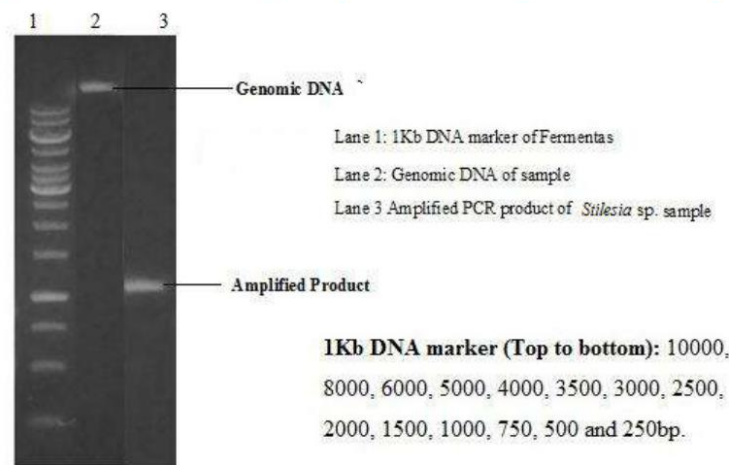 1 2 3
Genomic DNA `
Lane 1: 1Kb DNA marker of Fermentas
Lane 2: Genomic DNA of sample
Lane 3 Amplified PCR product of Stilesia sp. sample
Amplified Product
1Kb DNA marker (Top to bottom): 10000,
8000, 6000, 5000, 4000, 3500, 3000, 2500,
2000, 1500, 1000, 750, 500 and 250bp.